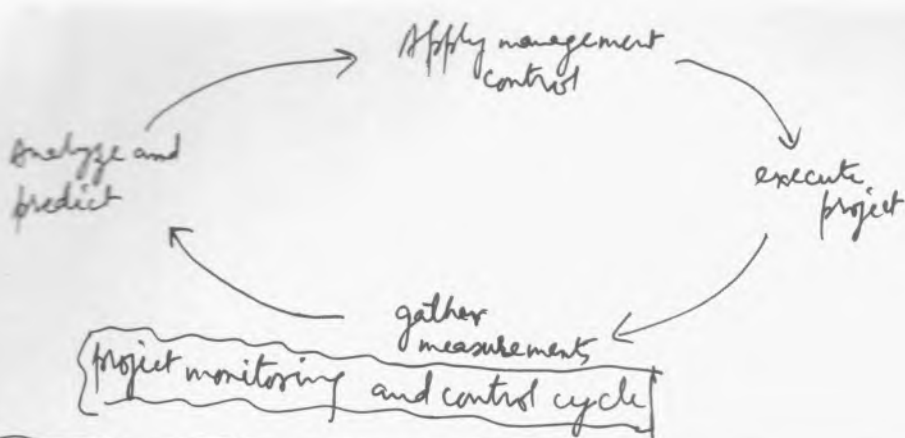 Apply management
control
Analyze and
predict
execute
project
gather
measurements
project monitoring and control cycle